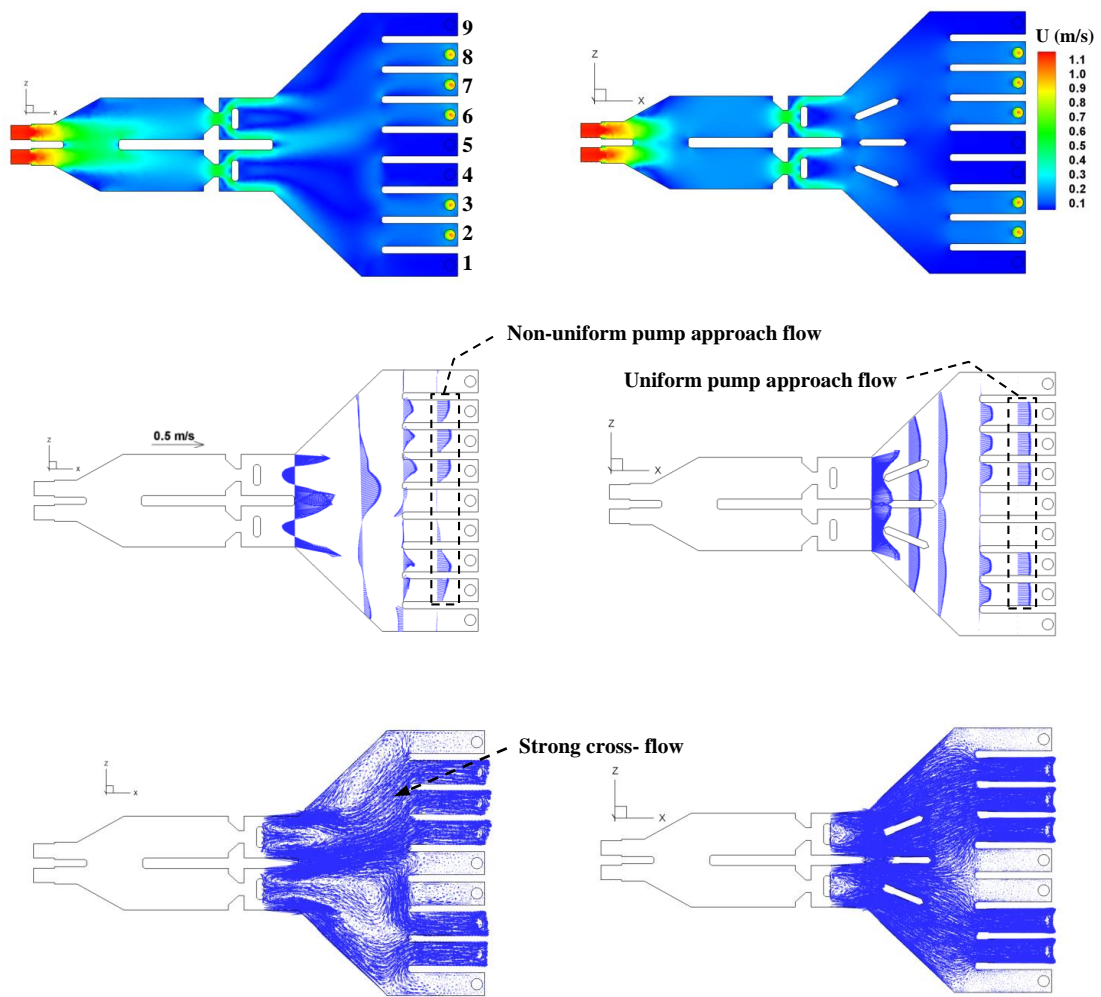 9
8
7
6
5
4
3
2
1
z
x
Z
X
U (m/s)
1.1
1.0
0.9
0.8
0.7
0.6
0.5
0.4
0.3
0.2
0.1
Non-uniform pump approach flow
Uniform pump approach flow
0.5 m/s
z
x
Z
X
Strong cross- flow
z
x
Z
X